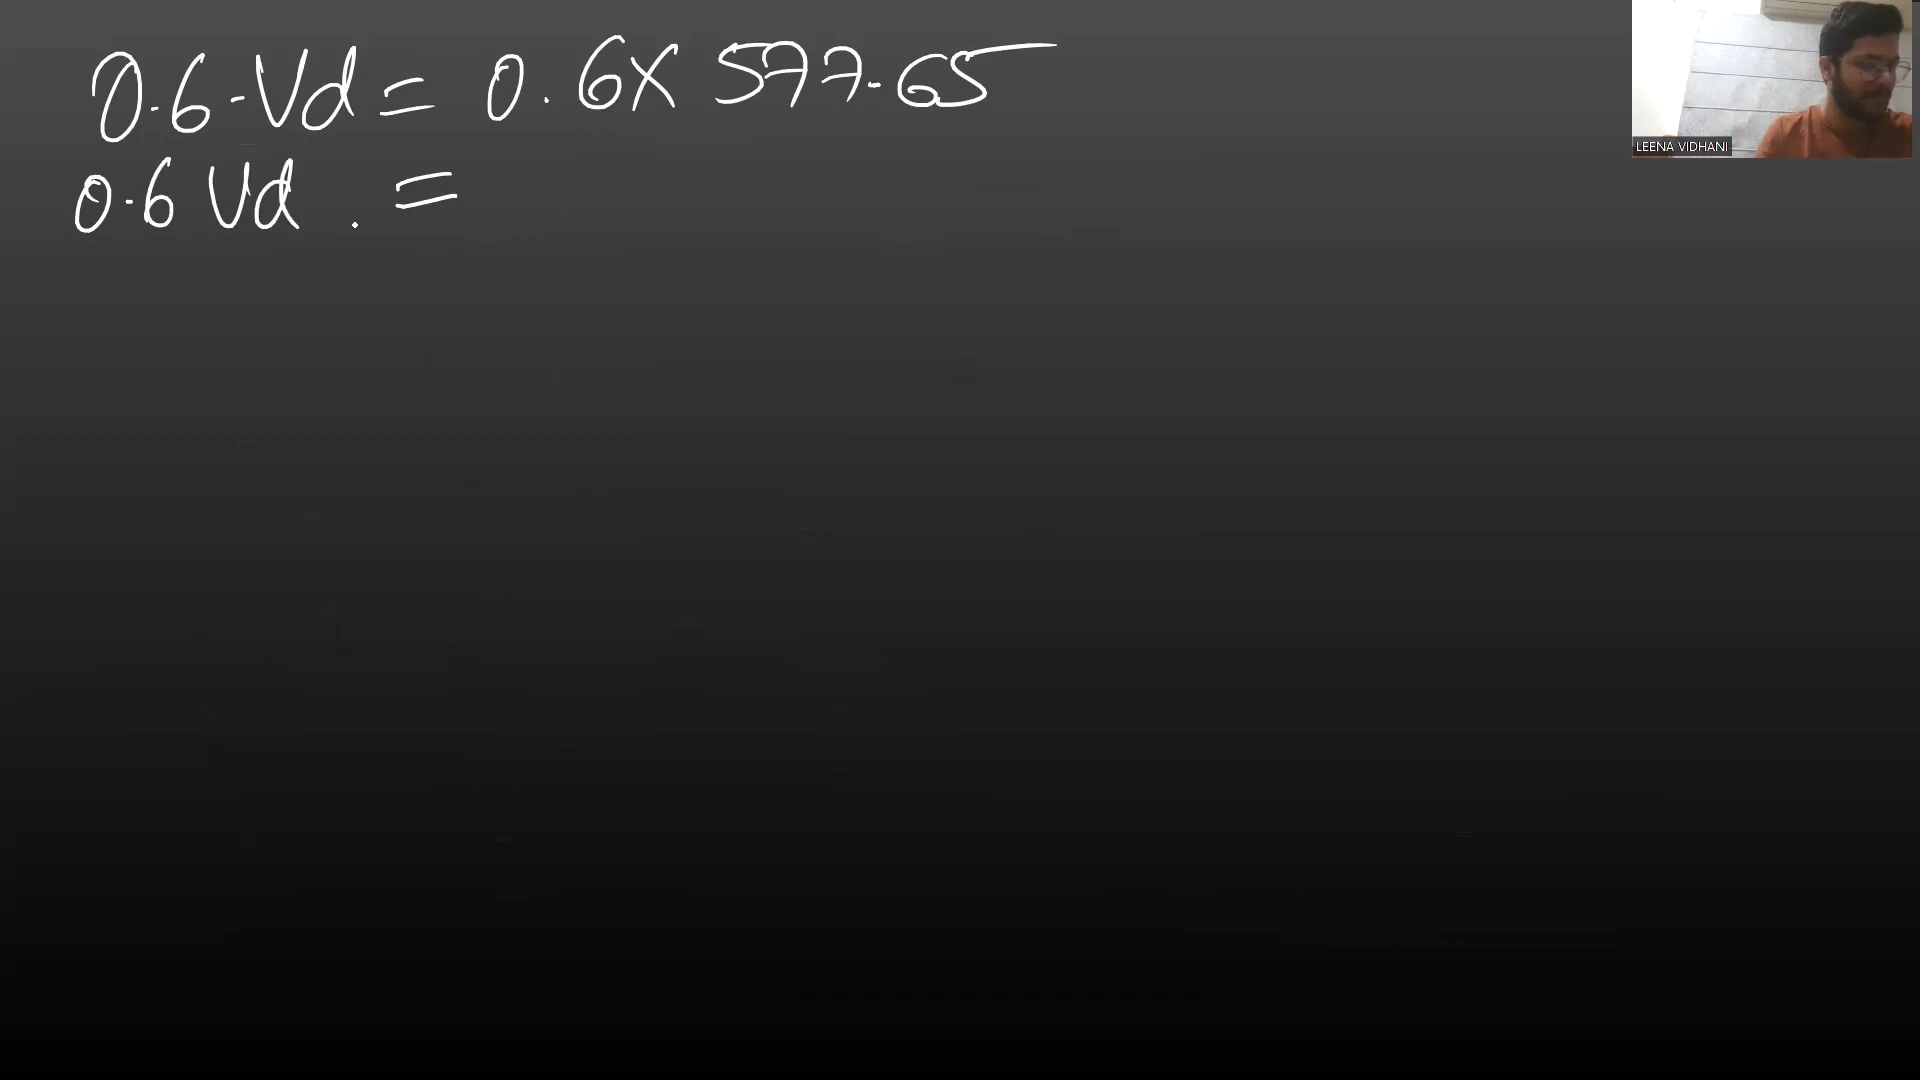 0.6-Vd = 0.6X 577.65
0.6 Vd . =
LEENA VIDHANI